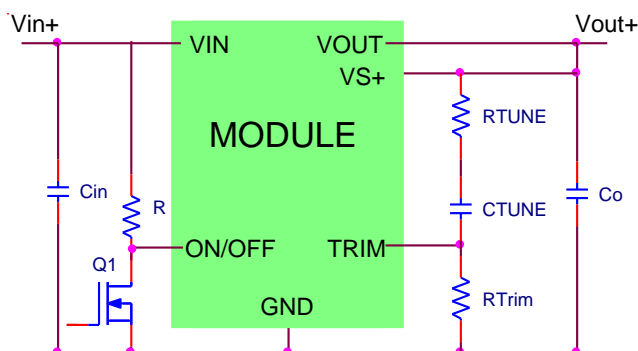 Vin+
Vout+
VIN
VOUT
VS+
RTUNE
MODULE
Cin
R
CTUNE
Co
ON/OFF
TRIM
Q1
RTrim
GND